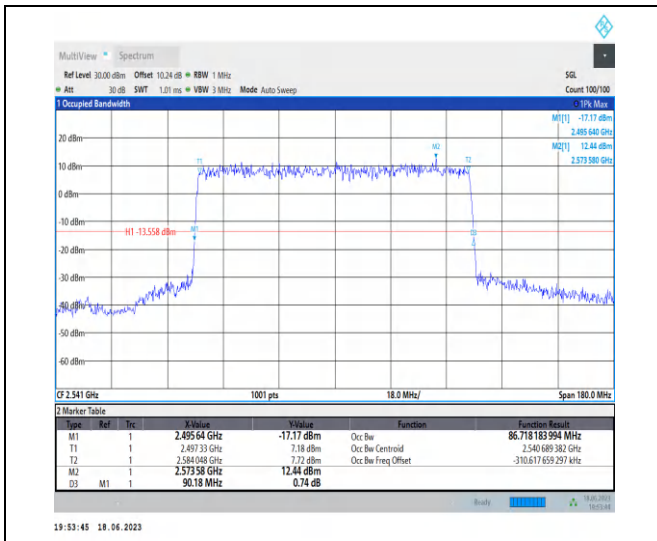 MultiView Spectrum
Ref Level 30.00 dBm Offset 10.24 dB RBW 1 MHz SGL
Att 30 dB SWT 1.01 ms VBW 3 MHz Mode Auto Sweep Count 100/100
1 Occupied Bandwidth 1Pk Max
M1[1] -17.17 dBm
2.495 640 GHz
M2[1] 12.44 dBm
2.573 580 GHz
20 dBm
M2
T1 T2
10 dBm
0 dBm
-10 dBm
H1 -13.558 dBm M1
-20 dBm
-30 dBm
-40 dBm
-50 dBm
-60 dBm
CF 2.541 GHz 1001 pts 18.0 MHz/ Span 180.0 MHz
2 Marker Table
Type Ref Trc X-Value Y-Value Function Function Result
M1 1 2.495 64 GHz -17.17 dBm Occ Bw 86.718 183 994 MHz
T1 1 2.497 33 GHz 7.18 dBm Occ Bw Centroid 2.540 689 382 GHz
T2 1 2.584 048 GHz 7.72 dBm Occ Bw Freq Offset -310.617 659 297 kHz
M2 1 2.573 58 GHz 12.44 dBm
D3 M1 1 90.18 MHz 0.74 dB
Ready 18.06.2023
19:53:45 18.06.2023